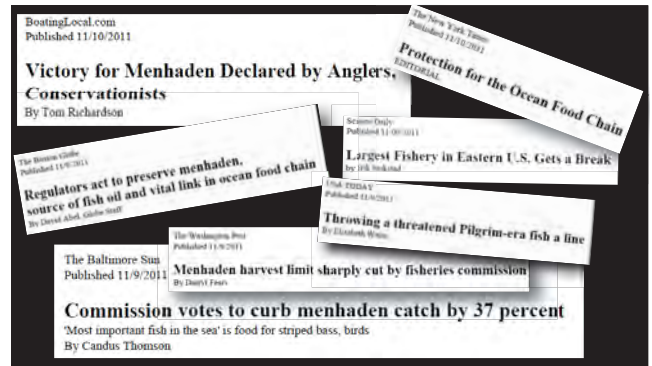 BoatingLocal.com
Published 11/10/2011
Victory for Menhaden Declared by Anglers,
Conservationists
By Tom Richardson
The New York Times
Published 11/10/2011
Protection for the Ocean Food Chain
EDITORIAL
Science Daily
Published
Largest Fishery in Eastern U.S. Gets a Break
by
The Boston Globe
Published 11/9/2011
Regulators act to preserve menhaden,
source of fish oil and vital link in ocean food chain
By David Abel, Globe Staff
USA TODAY
Published 11/9/2011
Throwing a threatened Pilgrim-era fish a line
By Elizabeth Weise
The Washington Post
Published 11/9/2011
Menhaden harvest limit sharply cut by fisheries commission
By Darryl Fears
The Baltimore Sun
Published 11/9/2011
Commission votes to curb menhaden catch by 37 percent
'Most important fish in the sea' is food for striped bass, birds
By Candus Thomson